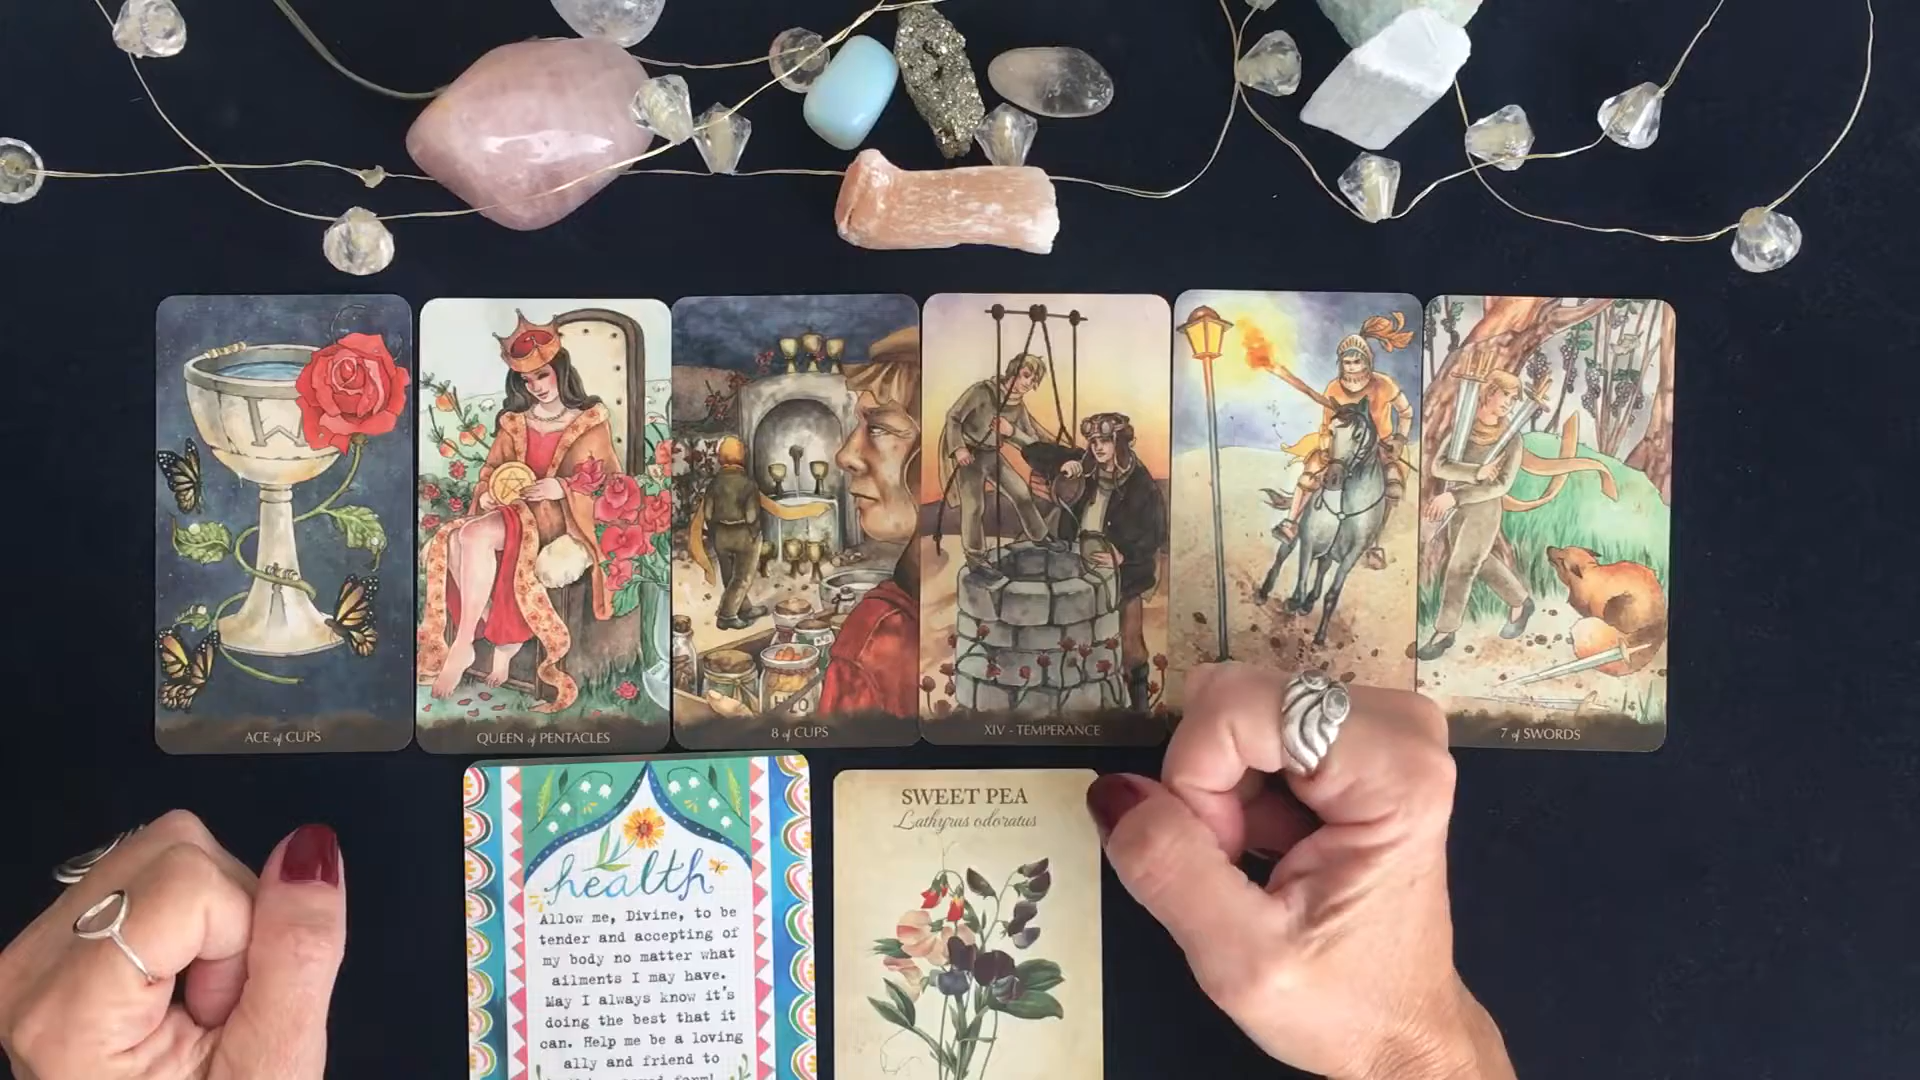 ACE of CUPS
QUEEN of PENTACLES
8 of CUPS
XIV - TEMPERANCE
7 of SWORDS
health
Allow me, Divine, to be
tender and accepting of
my body no matter what
ailments I may have.
May I always know it's
doing the best that it
can. Help me be a loving
ally and friend to
SWEET PEA
Lathyrus odoratus